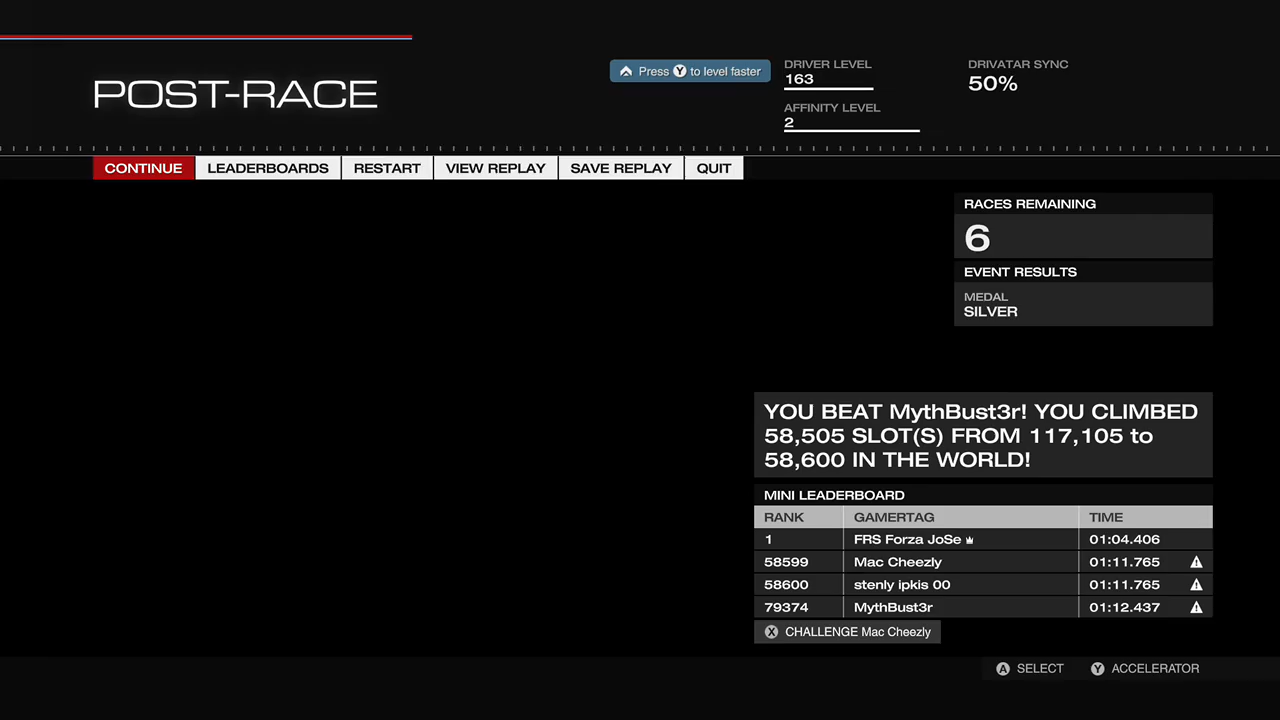 POST-RACE
Press Y to level faster
DRIVER LEVEL
163
AFFINITY LEVEL
2
DRIVATAR SYNC
50%
CONTINUE LEADERBOARDS RESTART VIEW REPLAY SAVE REPLAY QUIT
RACES REMAINING
6
EVENT RESULTS
MEDAL
SILVER
YOU BEAT MythBust3r! YOU CLIMBED
58,505 SLOT(S) FROM 117,105 to
58,600 IN THE WORLD!
MINI LEADERBOARD
RANK GAMERTAG TIME
1 FRS Forza JoSe 01:04.406
58599 Mac Cheezly 01:11.765
58600 stenly ipkis 00 01:11.765
79374 MythBust3r 01:12.437
X CHALLENGE Mac Cheezly
A SELECT Y ACCELERATOR